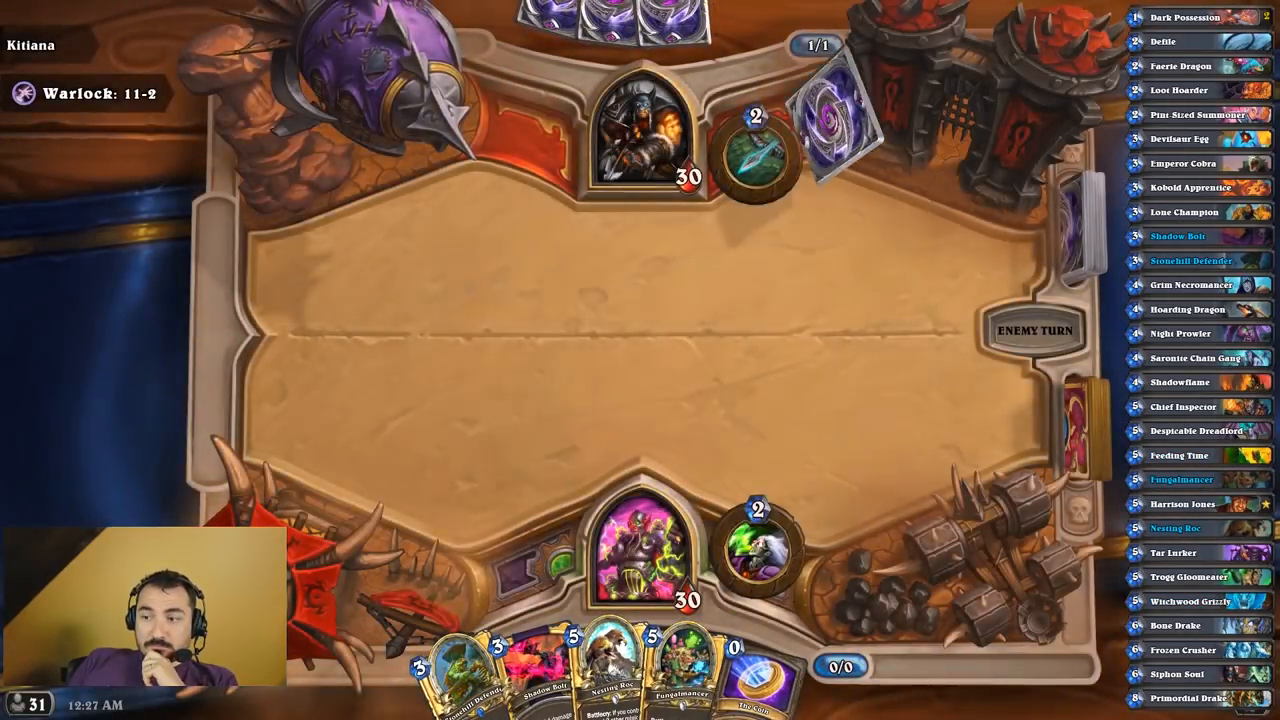 Kitiana
Warlock: 11-2
1/1
2
30
ENEMY TURN
2
30
3 Stonehill Defende
3 Shadow Bolt
5 Nesting Roc
Battlecry: If you cont
5 Fungalmancer
0 The Coin
0/0
31 12:27 AM
1 Dark Possession 2
2 Defile
2 Faerie Dragon
2 Loot Hoarder
2 Pint-Sized Summoner
3 Devilsaur Egg
3 Emperor Cobra
3 Kobold Apprentice
3 Lone Champion
3 Shadow Bolt
3 Stonehill Defender
4 Grim Necromancer
4 Hoarding Dragon
4 Night Prowler
4 Saronite Chain Gang
4 Shadowflame
5 Chief Inspector
5 Despicable Dreadlord
5 Feeding Time
5 Fungalmancer
5 Harrison Jones
5 Nesting Roc
5 Tar Lurker
5 Trogg Gloomeater
5 Witchwood Grizzly
6 Bone Drake
6 Frozen Crusher
6 Siphon Soul
8 Primordial Drake